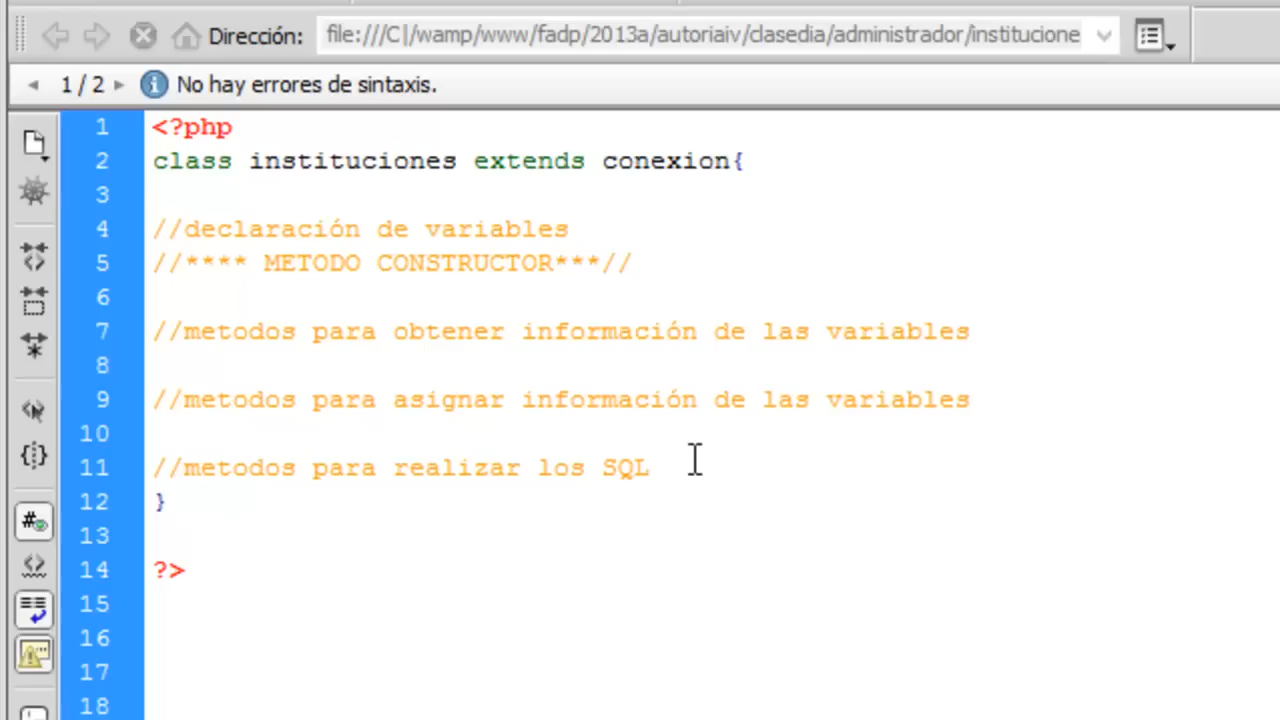 Dirección: file:///C|/wamp/www/fadp/2013a/autoriaiv/clasedia/administrador/institucione
1 / 2 No hay errores de sintaxis.
1 <?php
2 class instituciones extends conexion{
3
4 //declaración de variables
5 //**** METODO CONSTRUCTOR***//
6
7 //metodos para obtener información de las variables
8
9 //metodos para asignar información de las variables
10
11 //metodos para realizar los SQL
12 }
13
14 ?>
15
16
17
18